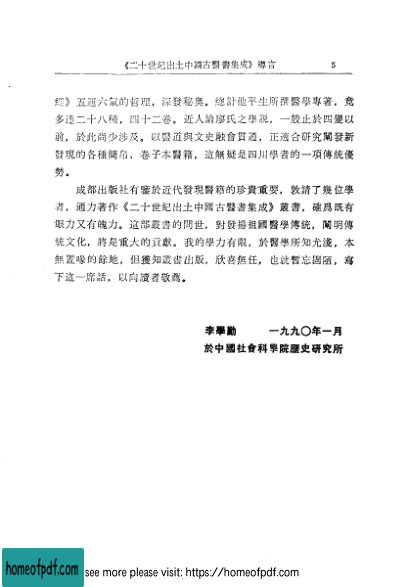 《二十世紀出土中國古醫書集成》導言 5
經》五運六氣的哲理，深發秘奧。總計他平生所撰醫學專著，竟
多達二十八種，四十二卷。近人論廖氏之學說，一般止於四變以
前，於此尚少涉及。以醫道與文史融會貫通，正適合研究闡發新
發現的各種簡帛、卷子本醫籍，這無疑是四川學者的一項傳統優
勢。
成都出版社有鑒於近代發現醫籍的珍貴重要，敦請了幾位學
者，通力著作《二十世紀出土中國古醫書集成》叢書，確爲既有
眼力又有魄力。這部叢書的問世，對發揚祖國醫學傳統，闡明傳
統文化，將是重大的貢獻。我的學力有限，於醫學所知尤淺，本
無置喙的餘地，但獲知叢書出版，欣喜無任，也就暫忘固陋，寫
下這一席話，以向讀者敬薦。
李學勤 一九九〇年一月
於中國社會科學院歷史研究所
homeofpdf.com
see more please visit: https://homeofpdf.com